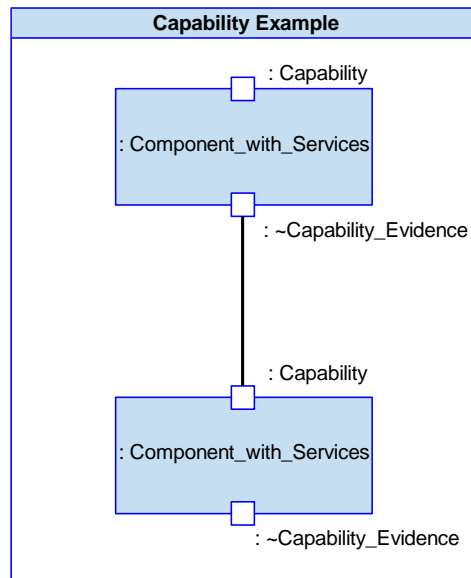 Capability Example
: Capability
: Component_with_Services
: ~Capability_Evidence
: Capability
: Component_with_Services
: ~Capability_Evidence